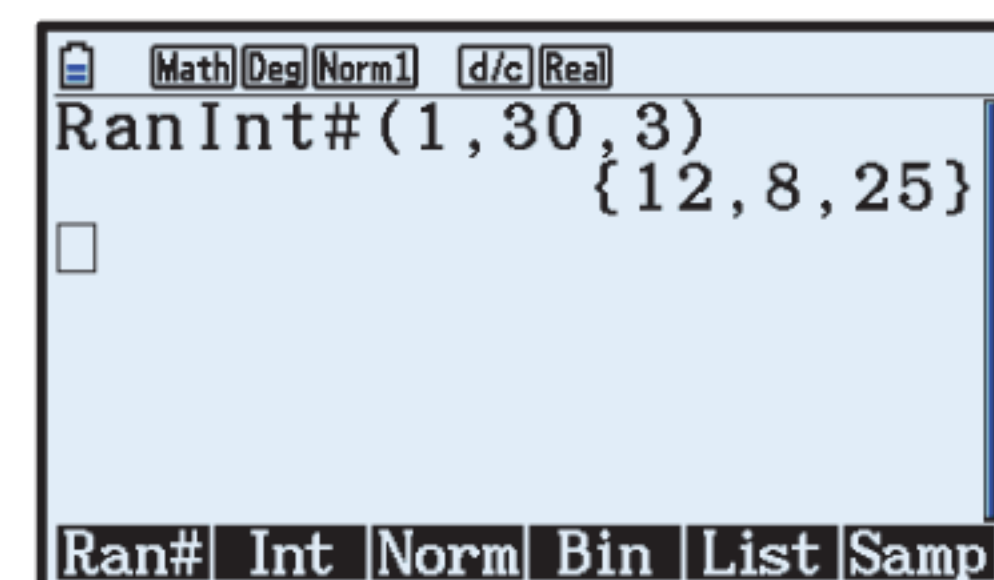 Math Deg Norm1 d/c Real
RanInt#(1,30,3)
{12,8,25}
Ran# Int Norm Bin List Samp